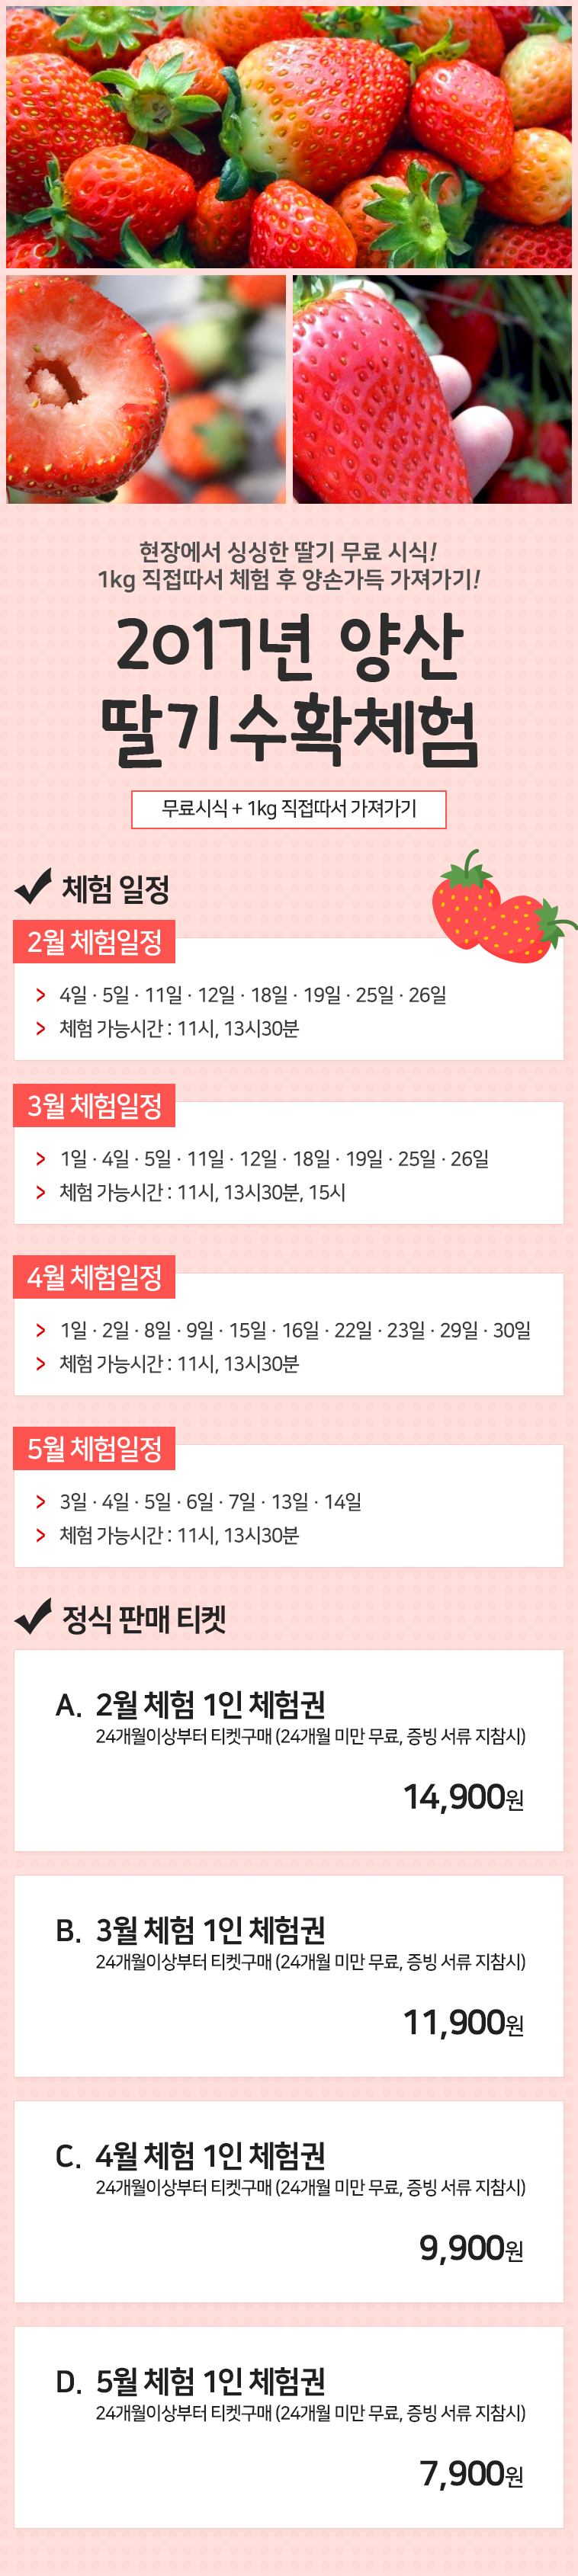 현장에서 싱싱한 딸기 무료 시식!
1kg 직접따서 체험 후 양손가득 가져가기!
2017년 양산
딸기수확체험
무료시식 + 1kg 직접따서 가져가기
체험 일정
2월 체험일정
> 4일 · 5일 · 11일 · 12일 · 18일 · 19일 · 25일 · 26일
> 체험 가능시간 : 11시, 13시30분
3월 체험일정
> 1일 · 4일 · 5일 · 11일 · 12일 · 18일 · 19일 · 25일 · 26일
> 체험 가능시간 : 11시, 13시30분, 15시
4월 체험일정
> 1일 · 2일 · 8일 · 9일 · 15일 · 16일 · 22일 · 23일 · 29일 · 30일
> 체험 가능시간 : 11시, 13시30분
5월 체험일정
> 3일 · 4일 · 5일 · 6일 · 7일 · 13일 · 14일
> 체험 가능시간 : 11시, 13시30분
정식 판매 티켓
A. 2월 체험 1인 체험권
24개월이상부터 티켓구매 (24개월 미만 무료, 증빙 서류 지참시)
14,900원
B. 3월 체험 1인 체험권
24개월이상부터 티켓구매 (24개월 미만 무료, 증빙 서류 지참시)
11,900원
C. 4월 체험 1인 체험권
24개월이상부터 티켓구매 (24개월 미만 무료, 증빙 서류 지참시)
9,900원
D. 5월 체험 1인 체험권
24개월이상부터 티켓구매 (24개월 미만 무료, 증빙 서류 지참시)
7,900원